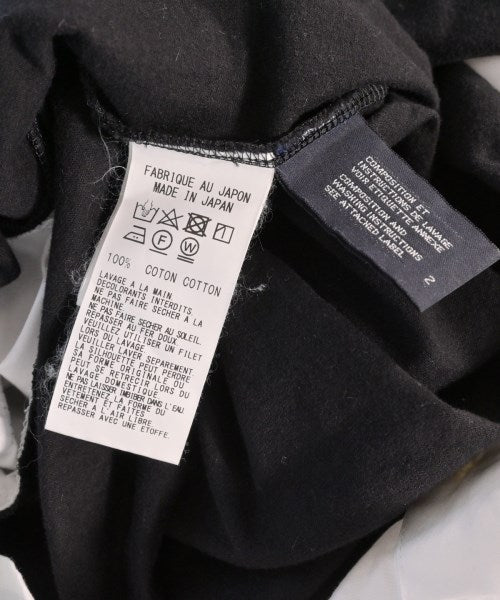 FABRIQUE AU JAPON
MADE IN JAPAN
F W
100% COTON COTTON
LAVAGE A LA MAIN
DECOLORANTS INTERDITS
NE PAS FAIRE SECHER A LA
MACHINE
NE PAS FAIRE SECHER AU SOLEIL
REPASSER AU FER DOUX
VEUILLEZ UTILISER UN FILET
LORS DU LAVAGE
VEUILLER LAVER SEPAREMENT
LA SILHOUETTE PEUT PERDRE
SA FORME ORIGINALE OU
PEUT SE RETRECIR LORS DU
LAVAGE DOMESTIQUE
NE PAS LAISSER IMBIBER DANS L'EAU
ENTRETENEZ LA FORME DU
VETEMENT ET FAITES
SECHER A L'AIR LIBRE
REPASSER AVEC UNE ETOFFE.
COMPOSITION ET
INSTRUCTIONS DE LAVAGE
VOIR ETIQUETTE ANNEXE
COMPOSITION AND
WASHING INSTRUCTIONS
SEE ATTACHED LABEL
2